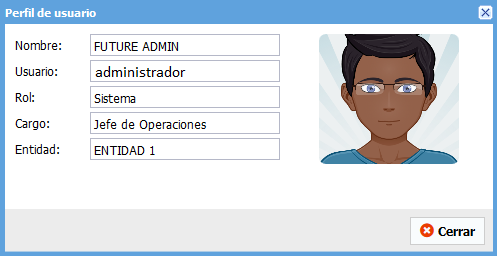 Perfil de usuario
Nombre: FUTURE ADMIN
Usuario: administrador
Rol: Sistema
Cargo: Jefe de Operaciones
Entidad: ENTIDAD 1
Cerrar